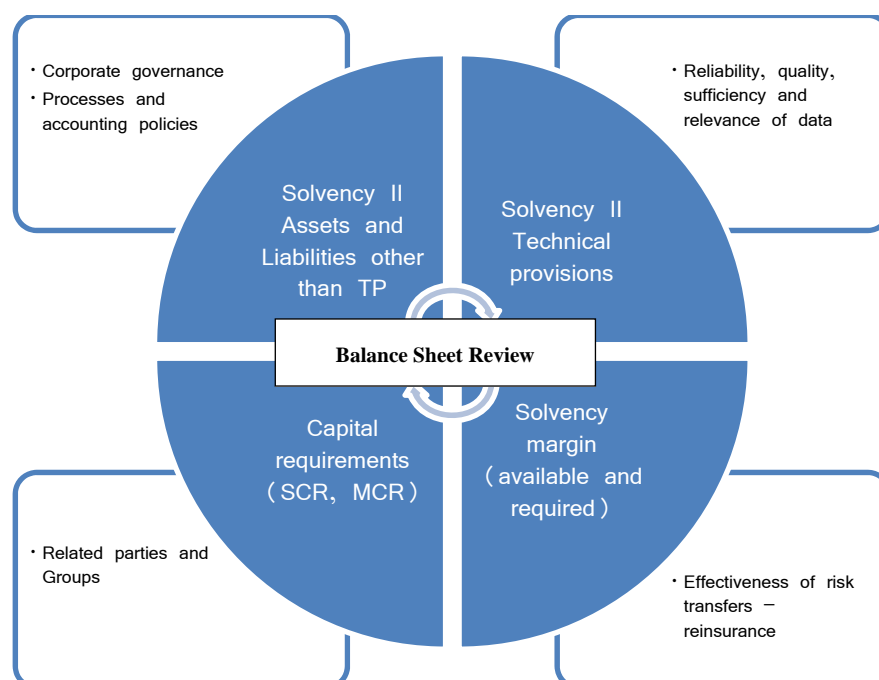 ・Corporate governance
・Processes and
accounting policies
・Reliability, quality,
sufficiency and
relevance of data
Solvency II
Assets and
Liabilities other
than TP
Solvency II
Technical
provisions
Balance Sheet Review
Capital
requirements
（SCR, MCR）
Solvency
margin
（available and
required）
・Related parties and
Groups
・Effectiveness of risk
transfers –
reinsurance